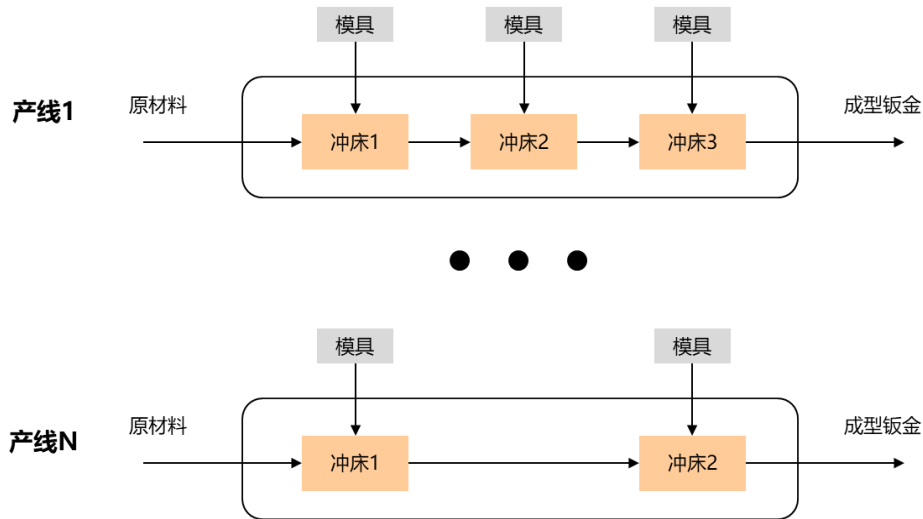 模具 模具 模具
产线1 原材料 成型钣金
冲床1 冲床2 冲床3
模具 模具
产线N 原材料 成型钣金
冲床1 冲床2